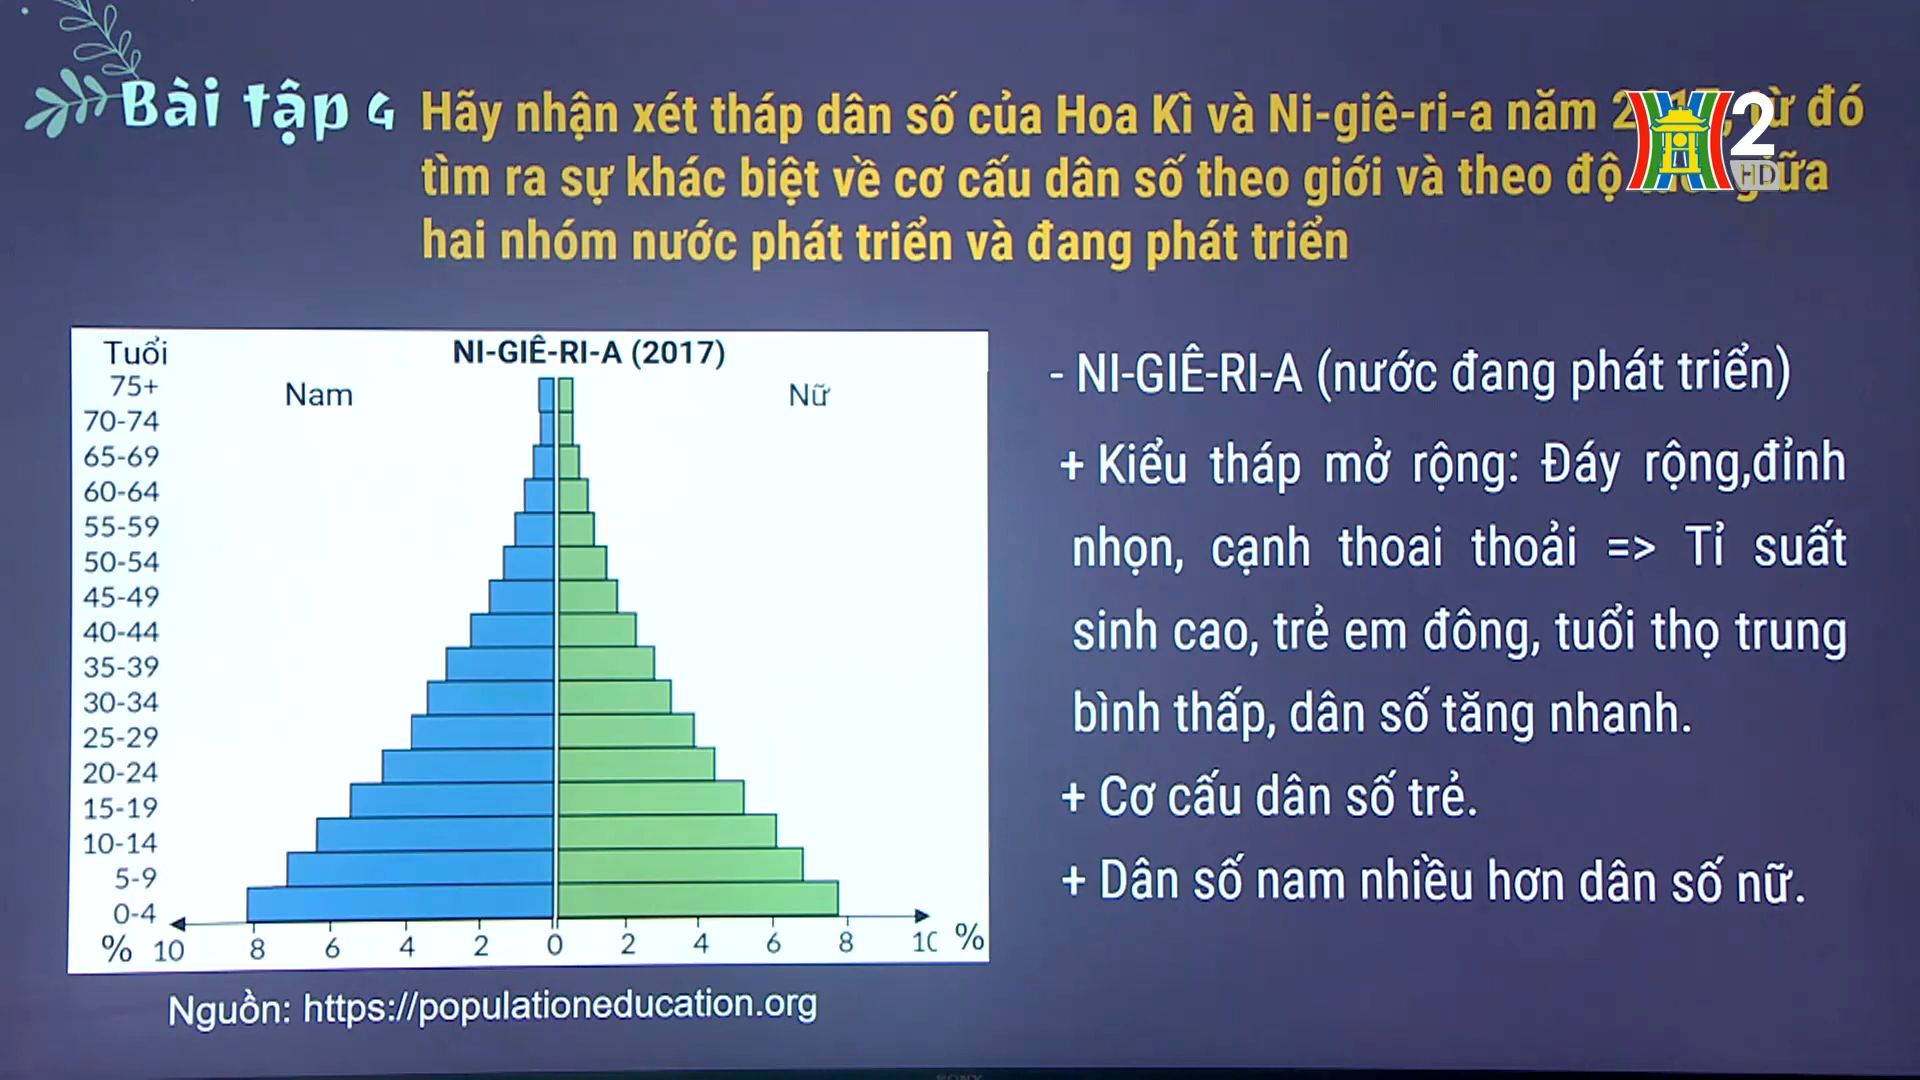 Bài tập 4
Hãy nhận xét tháp dân số của Hoa Kì và Ni-giê-ri-a năm từ đó
tìm ra sự khác biệt về cơ cấu dân số theo giới và theo độ giữa
hai nhóm nước phát triển và đang phát triển
2
HD
Tuổi
NI-GIÊ-RI-A (2017)
Nam
Nữ
75+
70-74
65-69
60-64
55-59
50-54
45-49
40-44
35-39
30-34
25-29
20-24
15-19
10-14
5-9
0-4
% 10 8 6 4 2 0 2 4 6 8 10 %
Nguồn: https://populationeducation.org
- NI-GIÊ-RI-A (nước đang phát triển)
+ Kiểu tháp mở rộng: Đáy rộng,đỉnh
nhọn, cạnh thoai thoải => Tỉ suất
sinh cao, trẻ em đông, tuổi thọ trung
bình thấp, dân số tăng nhanh.
+ Cơ cấu dân số trẻ.
+ Dân số nam nhiều hơn dân số nữ.
SONY